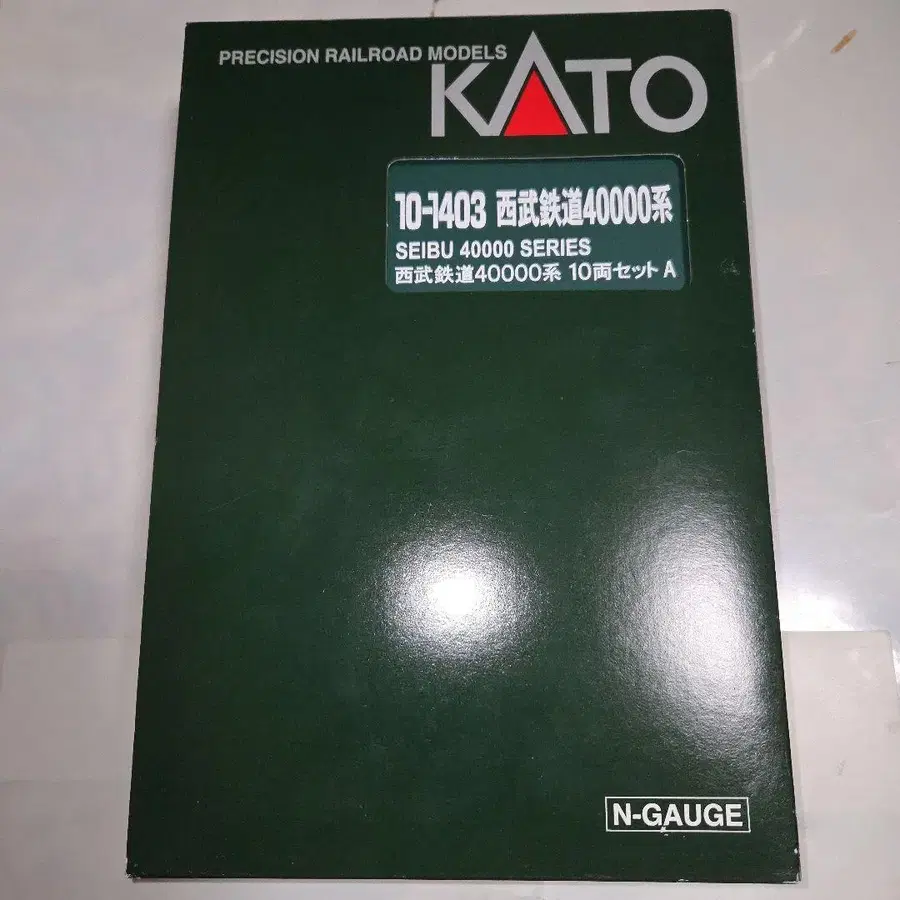 PRECISION RAILROAD MODELS
KATO
10-1403 西武鉄道40000系
SEIBU 40000 SERIES
西武鉄道40000系 10両セット A
N-GAUGE